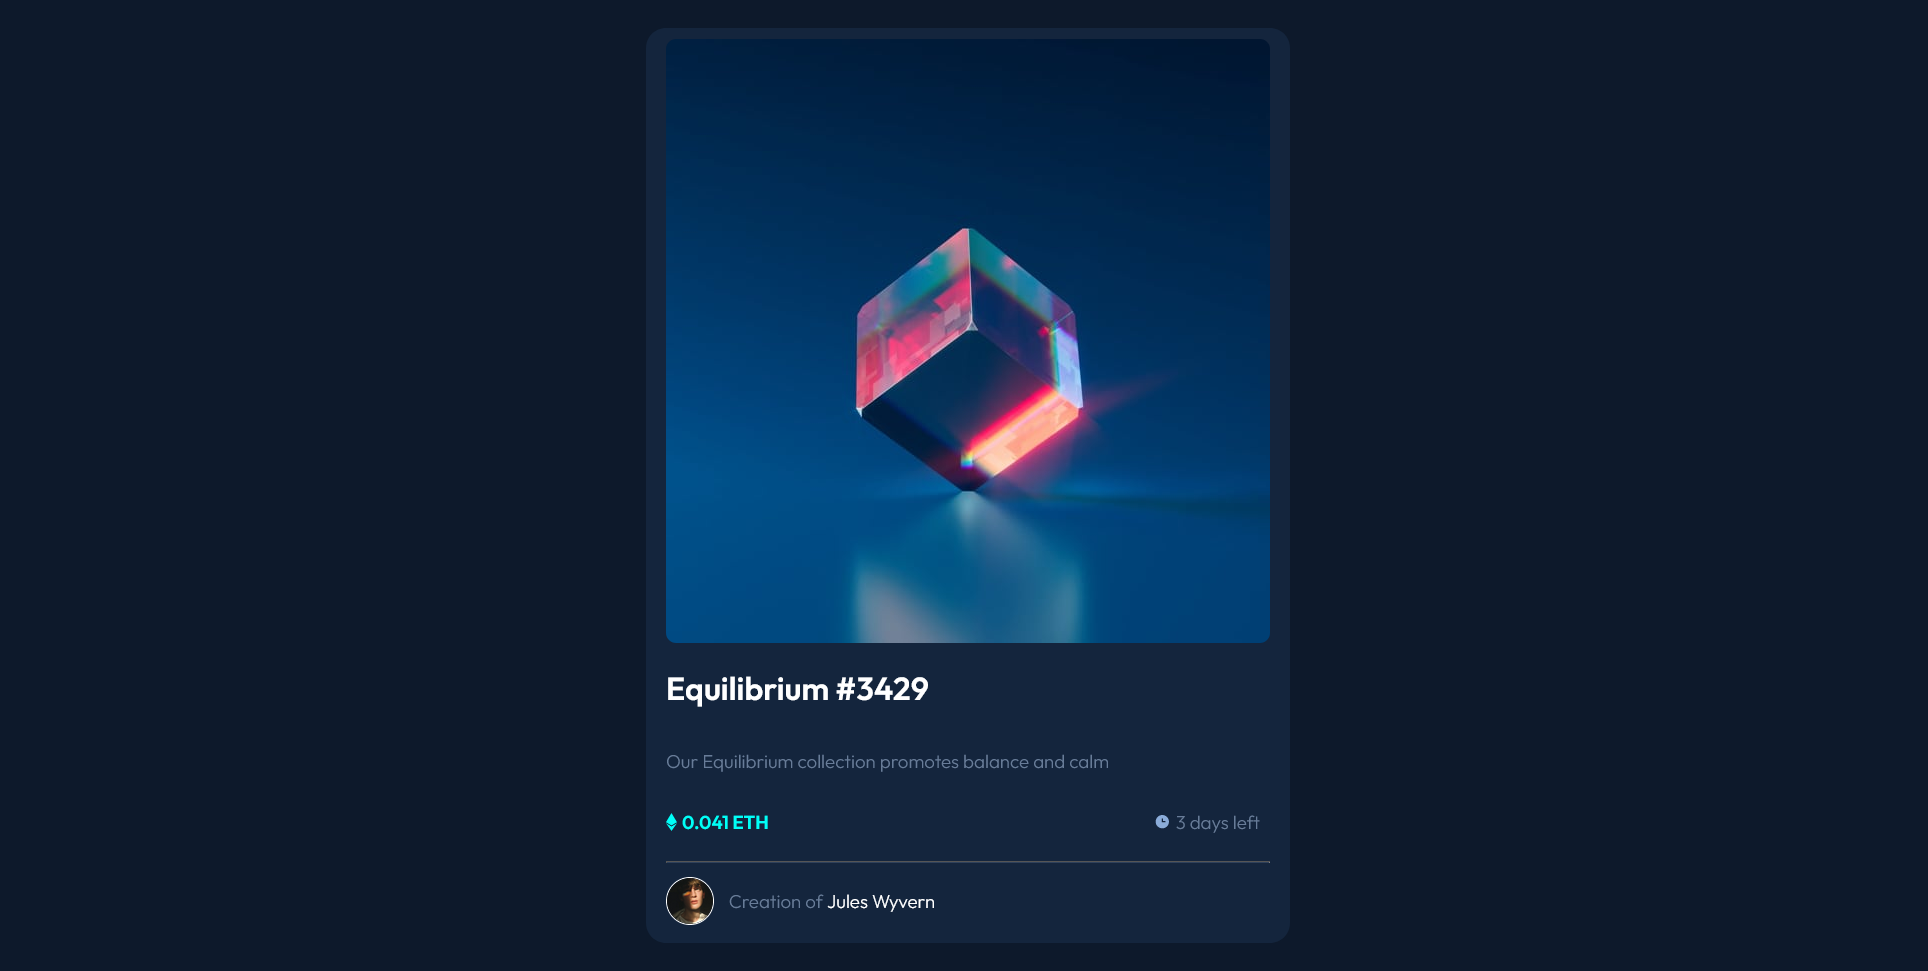 Equilibrium #3429
Our Equilibrium collection promotes balance and calm
0.041 ETH
3 days left
Creation of Jules Wyvern